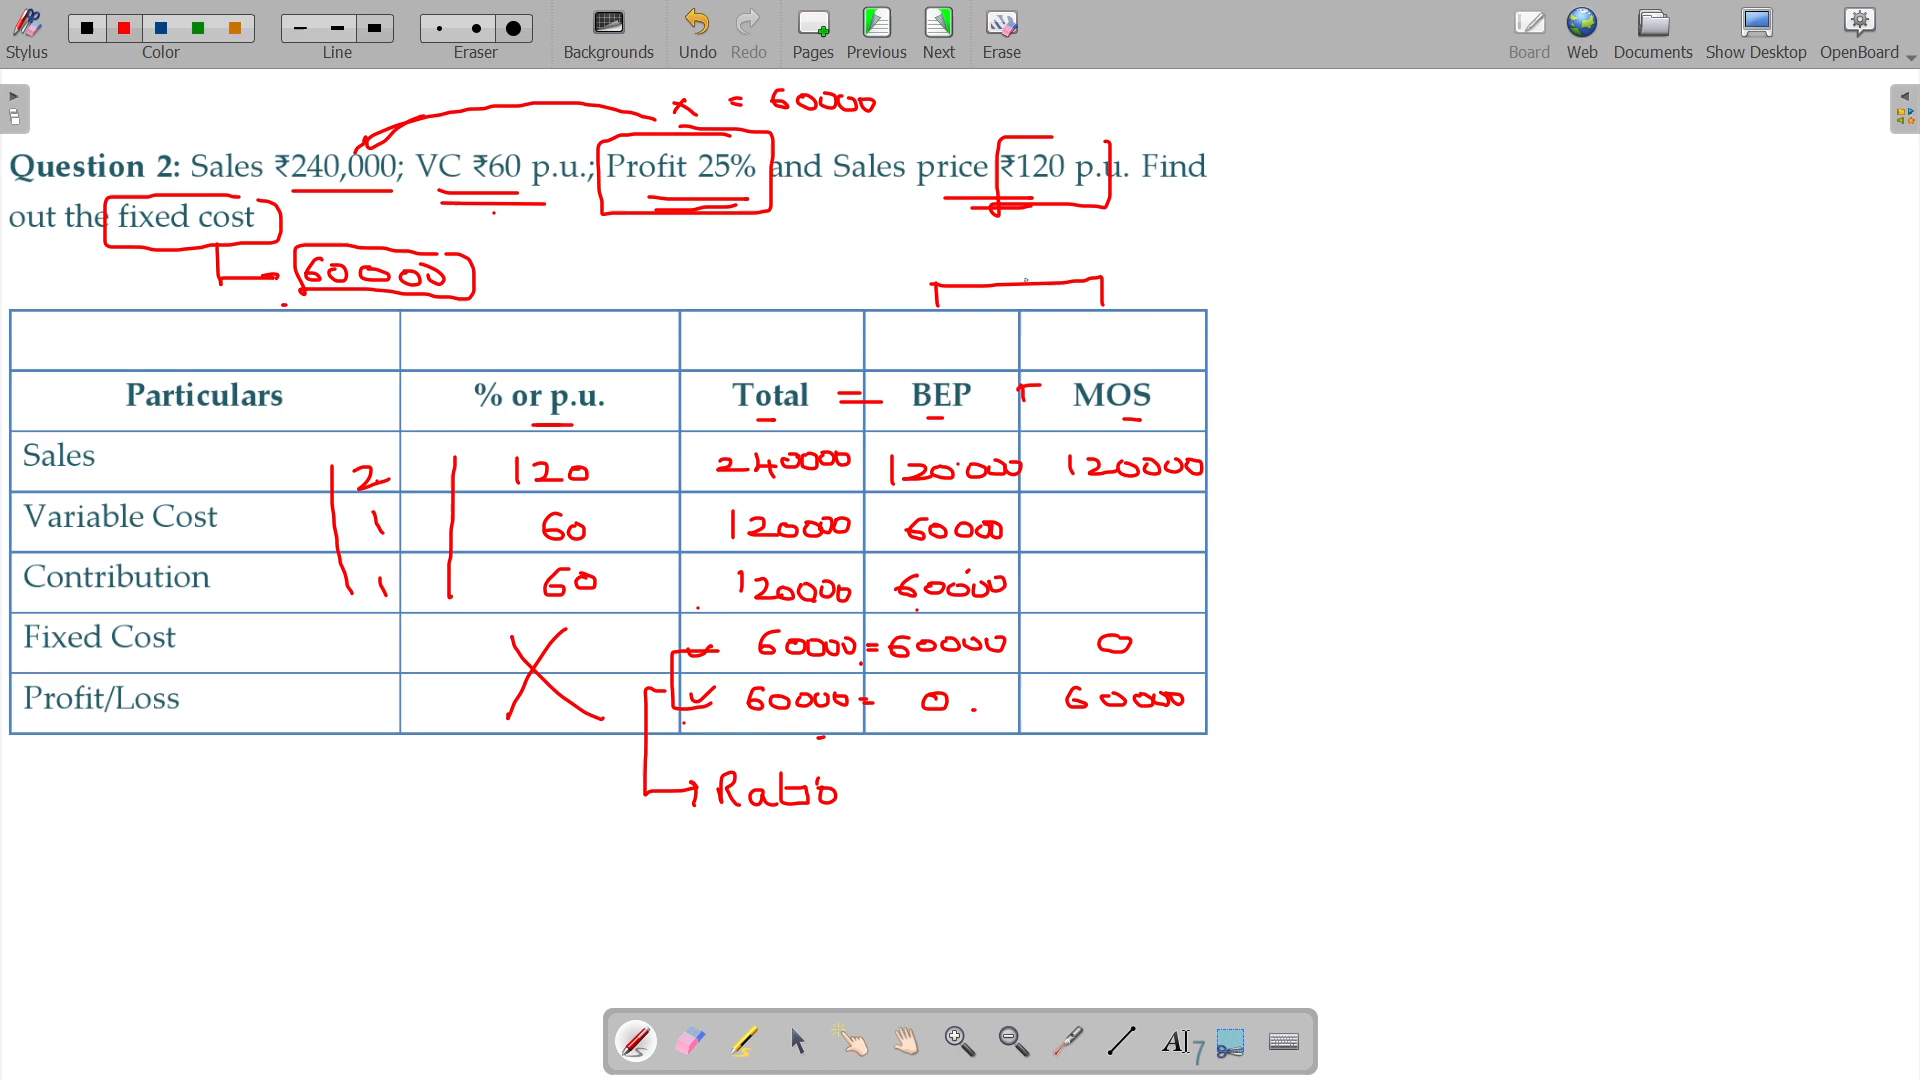 Stylus Color Line Eraser Backgrounds Undo Redo Pages Previous Next Erase Board Web Documents Show Desktop OpenBoard
x = 60000
Question 2: Sales ₹240,000; VC ₹60 p.u.; Profit 25% and Sales price ₹120 p.u. Find
out the fixed cost
60000
Particulars % or p.u. Total = BEP + MOS
Sales 2 120 240000 120000 120000
Variable Cost 1 60 120000 60000
Contribution 1 60 120000 60000
Fixed Cost 60000 = 60000 0
Profit/Loss 60000 = 0 60000
Ratio
AI 7